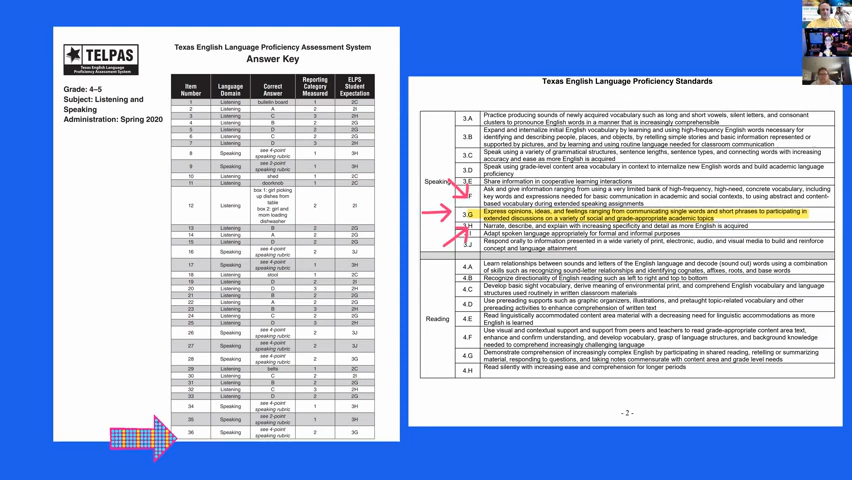 TELPAS
Texas English Language
Proficiency Assessment System
Texas English Language Proficiency Assessment System
Answer Key
Grade: 4–5
Subject: Listening and
Speaking
Administration: Spring 2020
Item Number Language Domain Correct Answer Reporting Category Measured ELPS Student Expectation
1 Listening bulletin board 1 2C
2 Listening A 2 2I
3 Listening C 3 2H
4 Listening B 2 2G
5 Listening D 2 2G
6 Listening C 2 2G
7 Listening D 3 2H
8 Speaking see 4-point speaking rubric 1 3H
9 Speaking see 2-point speaking rubric 1 3H
10 Listening shed 1 2C
11 Listening doorknob 1 2C
12 Listening box 1: girl picking up dishes from table box 2: girl and mom loading dishwasher 2 2I
13 Listening B 2 2G
14 Listening A 2 2G
15 Listening D 2 2G
16 Speaking see 4-point speaking rubric 2 3J
17 Speaking see 4-point speaking rubric 1 3H
18 Listening stool 1 2C
19 Listening D 2 2I
20 Listening D 3 2H
21 Listening B 2 2G
22 Listening A 2 2G
23 Listening B 3 2H
24 Listening C 2 2G
25 Listening D 3 2H
26 Speaking see 4-point speaking rubric 2 3J
27 Speaking see 4-point speaking rubric 2 3J
28 Speaking see 4-point speaking rubric 2 3G
29 Listening bells 1 2C
30 Listening C 2 2I
31 Listening B 2 2G
32 Listening C 3 2H
33 Listening D 2 2G
34 Speaking see 4-point speaking rubric 1 3H
35 Speaking see 2-point speaking rubric 1 3H
36 Speaking see 4-point speaking rubric 2 3G
Texas English Language Proficiency Standards
Speaking
3.A Practice producing sounds of newly acquired vocabulary such as long and short vowels, silent letters, and consonant
clusters to pronounce English words in a manner that is increasingly comprehensible
3.B Expand and internalize initial English vocabulary by learning and using high-frequency English words necessary for
identifying and describing people, places, and objects, by retelling simple stories and basic information represented or
supported by pictures, and by learning and using routine language needed for classroom communication
3.C Speak using a variety of grammatical structures, sentence lengths, sentence types, and connecting words with increasing
accuracy and ease as more English is acquired
3.D Speak using grade-level content area vocabulary in context to internalize new English words and build academic language
proficiency
3.E Share information in cooperative learning interactions
F Ask and give information ranging from using a very limited bank of high-frequency, high-need, concrete vocabulary, including
key words and expressions needed for basic communication in academic and social contexts, to using abstract and content-
based vocabulary during extended speaking assignments
3.G Express opinions, ideas, and feelings ranging from communicating single words and short phrases to participating in
extended discussions on a variety of social and grade-appropriate academic topics
3.H Narrate, describe, and explain with increasing specificity and detail as more English is acquired
I Adapt spoken language appropriately for formal and informal purposes
3.J Respond orally to information presented in a wide variety of print, electronic, audio, and visual media to build and reinforce
concept and language attainment
Reading
4.A Learn relationships between sounds and letters of the English language and decode (sound out) words using a combination
of skills such as recognizing sound-letter relationships and identifying cognates, affixes, roots, and base words
4.B Recognize directionality of English reading such as left to right and top to bottom
4.C Develop basic sight vocabulary, derive meaning of environmental print, and comprehend English vocabulary and language
structures used routinely in written classroom materials
4.D Use prereading supports such as graphic organizers, illustrations, and pretaught topic-related vocabulary and other
prereading activities to enhance comprehension of written text
4.E Read linguistically accommodated content area material with a decreasing need for linguistic accommodations as more
English is learned
4.F Use visual and contextual support and support from peers and teachers to read grade-appropriate content area text,
enhance and confirm understanding, and develop vocabulary, grasp of language structures, and background knowledge
needed to comprehend increasingly challenging language
4.G Demonstrate comprehension of increasingly complex English by participating in shared reading, retelling or summarizing
material, responding to questions, and taking notes commensurate with content area and grade level needs
4.H Read silently with increasing ease and comprehension for longer periods
- 2 -